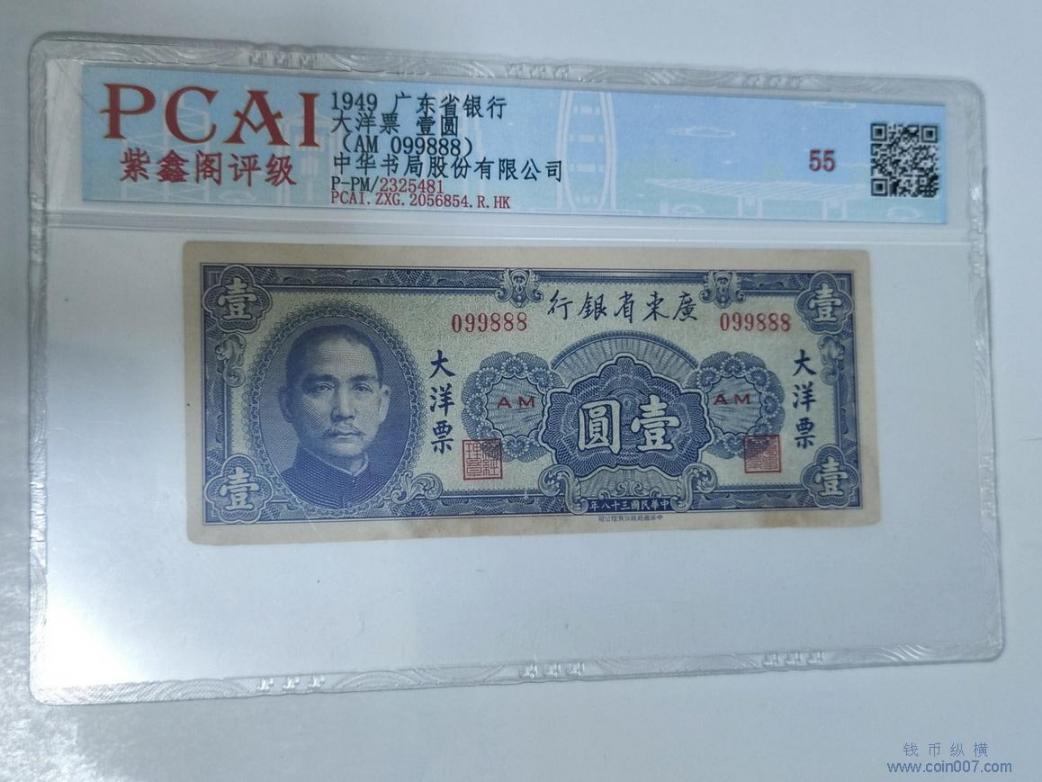 PCAI
紫鑫阁评级
1949 广东省银行
大洋票 壹圆
(AM 099888)
中华书局股份有限公司
P-PM/2325481
PCAI.ZXG.2056854.R.HK
55
壹
壹
行銀省東廣
099888
099888
大洋票
大洋票
AM
AM
圓壹
壹
壹
年八十三國民華中
钱币纵横
www.coin007.com